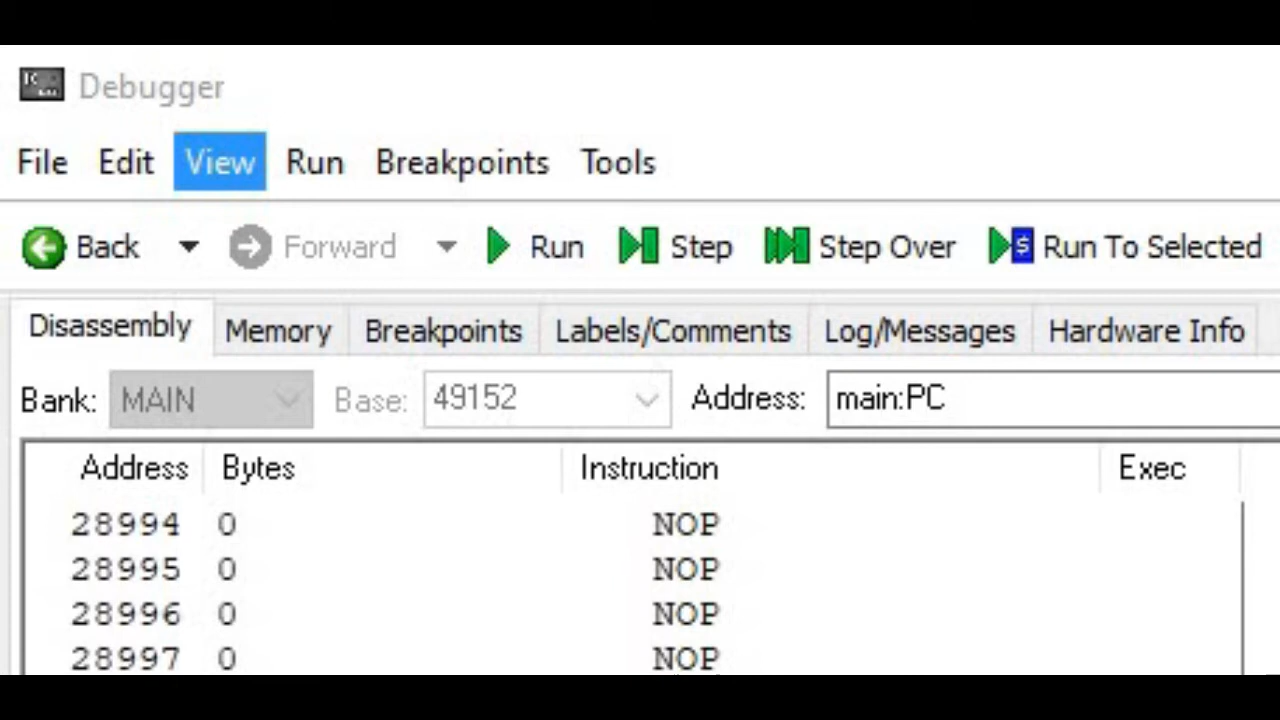 Debugger
File Edit View Run Breakpoints Tools
Back Forward Run Step Step Over Run To Selected
Disassembly Memory Breakpoints Labels/Comments Log/Messages Hardware Info
Bank: MAIN Base: 49152 Address: main:PC
Address Bytes Instruction Exec
28994 0 NOP
28995 0 NOP
28996 0 NOP
28997 0 NOP